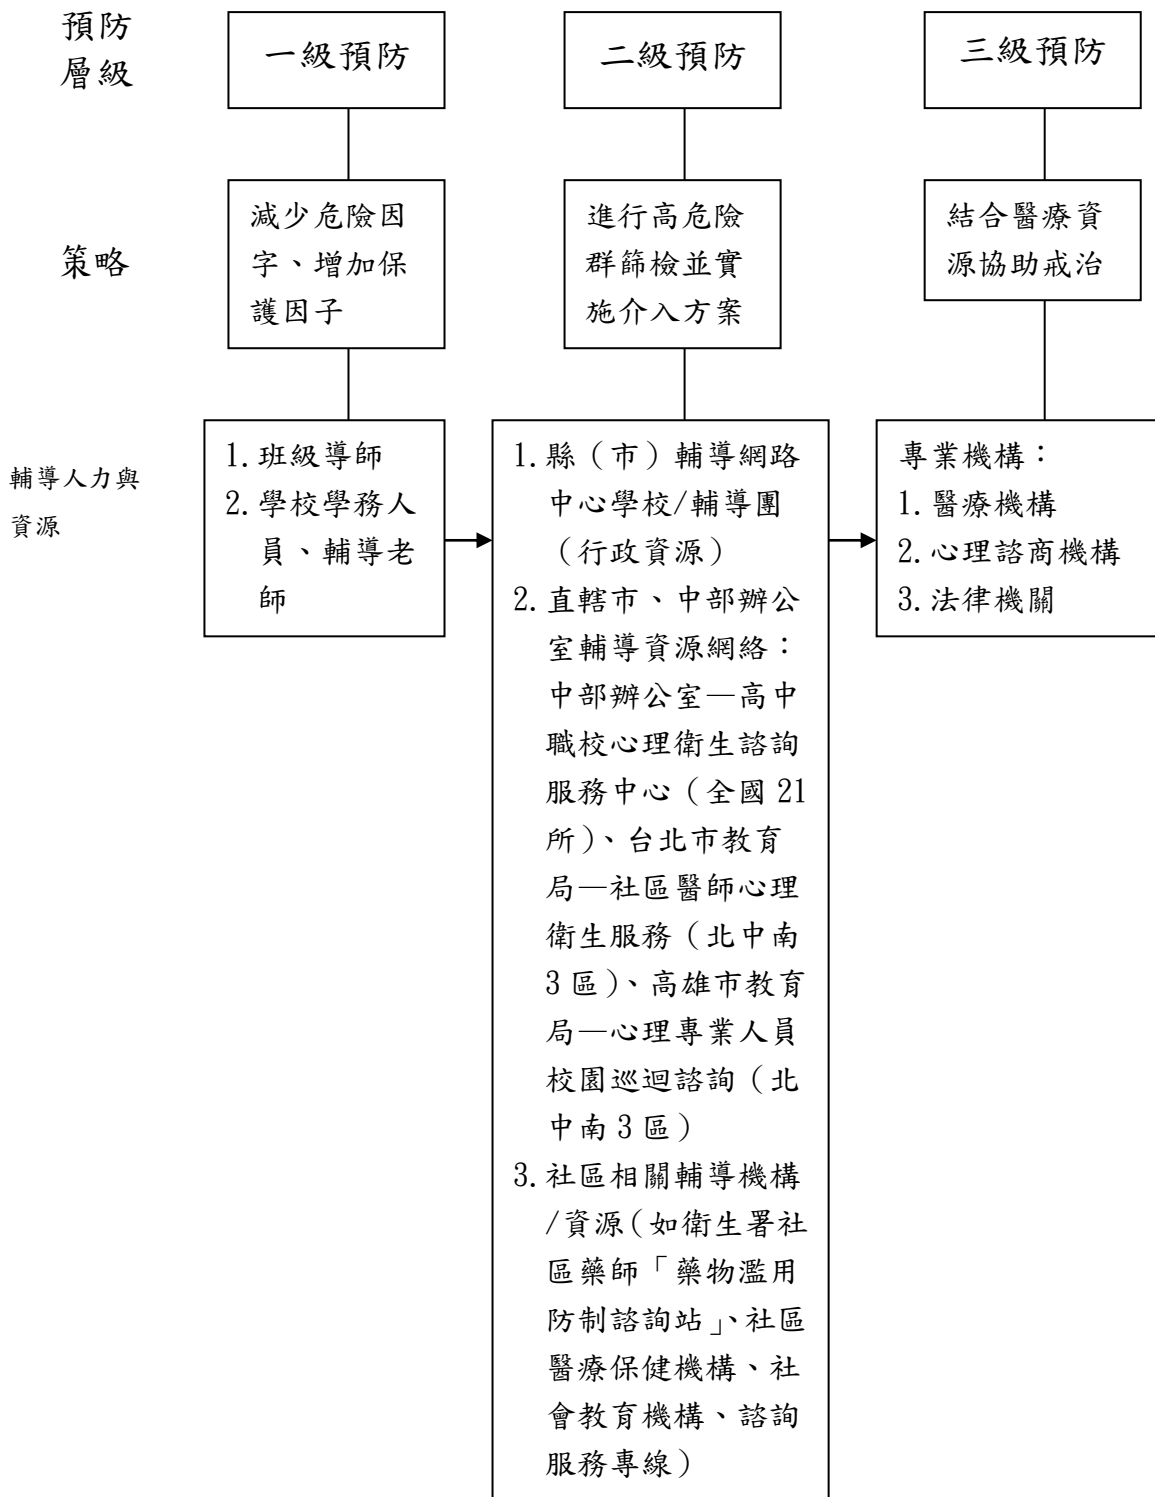 預防
層級
一級預防
二級預防
三級預防
策略
減少危險因
字、增加保
護因子
進行高危險
群篩檢並實
施介入方案
結合醫療資
源協助戒治
輔導人力與
資源
1.班級導師
2.學校學務人
員、輔導老
師
1.縣（市）輔導網路
中心學校/輔導團
（行政資源）
2.直轄市、中部辦公
室輔導資源網絡：
中部辦公室—高中
職校心理衛生諮詢
服務中心（全國 21
所）、台北市教育
局—社區醫師心理
衛生服務（北中南
3 區）、高雄市教育
局—心理專業人員
校園巡迴諮詢（北
中南 3 區）
3.社區相關輔導機構
/資源（如衛生署社
區藥師「藥物濫用
防制諮詢站」、社區
醫療保健機構、社
會教育機構、諮詢
服務專線）
專業機構：
1.醫療機構
2.心理諮商機構
3.法律機關